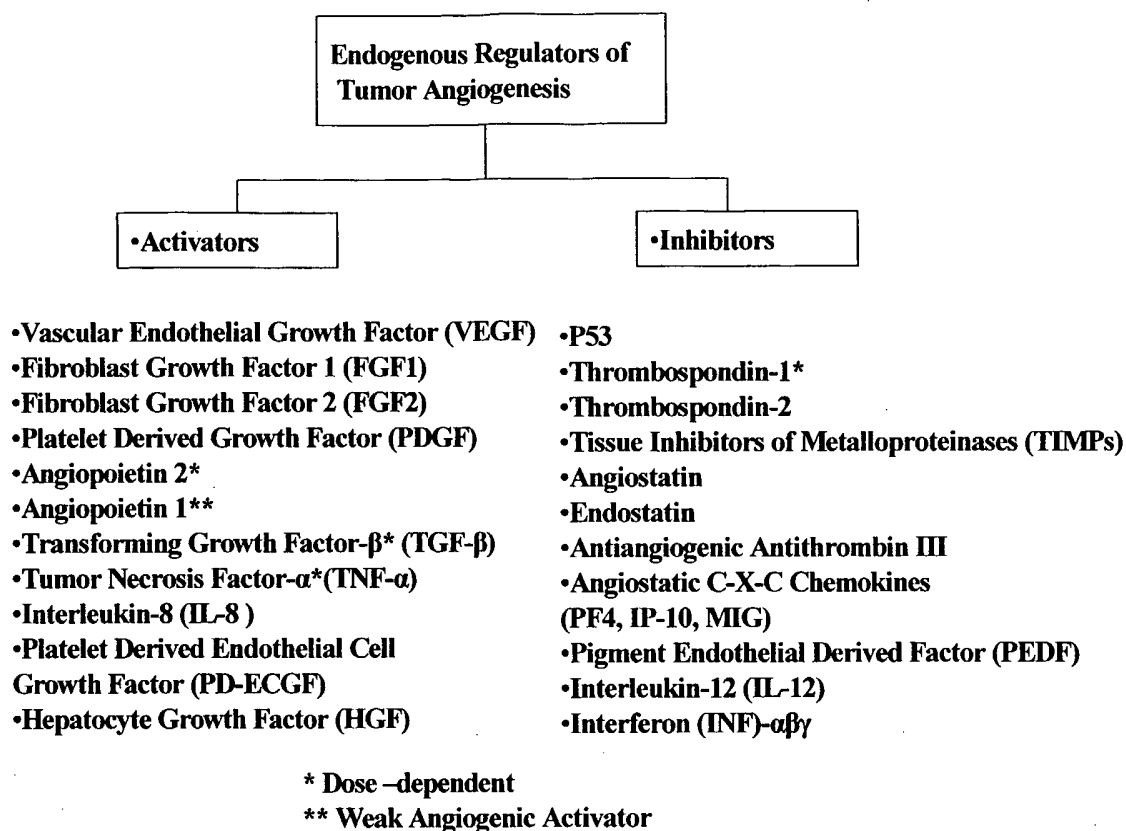 Endogenous Regulators of
Tumor Angiogenesis
•Activators
•Inhibitors
•Vascular Endothelial Growth Factor (VEGF)
•Fibroblast Growth Factor 1 (FGF1)
•Fibroblast Growth Factor 2 (FGF2)
•Platelet Derived Growth Factor (PDGF)
•Angiopoietin 2*
•Angiopoietin 1**
•Transforming Growth Factor-β* (TGF-β)
•Tumor Necrosis Factor-α*(TNF-α)
•Interleukin-8 (IL-8 )
•Platelet Derived Endothelial Cell
Growth Factor (PD-ECGF)
•Hepatocyte Growth Factor (HGF)
•P53
•Thrombospondin-1*
•Thrombospondin-2
•Tissue Inhibitors of Metalloproteinases (TIMPs)
•Angiostatin
•Endostatin
•Antiangiogenic Antithrombin III
•Angiostatic C-X-C Chemokines
(PF4, IP-10, MIG)
•Pigment Endothelial Derived Factor (PEDF)
•Interleukin-12 (IL-12)
•Interferon (INF)-αβγ
* Dose –dependent
** Weak Angiogenic Activator